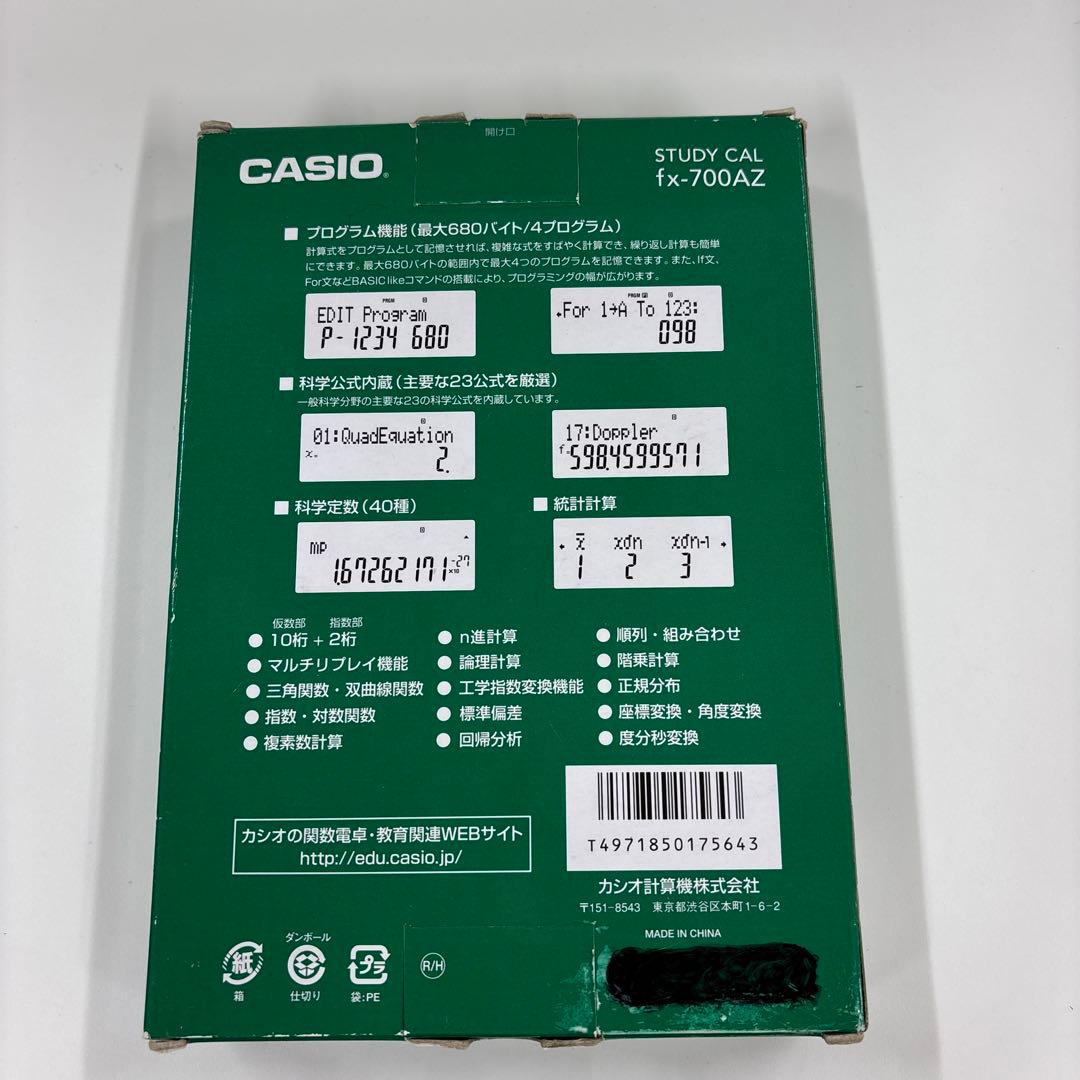 開け口
CASIO®
STUDY CAL
fx-700AZ
■ プログラム機能(最大680バイト/4プログラム)
計算式をプログラムとして記憶させれば、複雑な式をすばやく計算でき、繰り返し計算も簡単
にできます。最大680バイトの範囲内で最大4つのプログラムを記憶できます。また、If文、
For文などBASIC likeコマンドの搭載により、プログラミングの幅が広がります。
PRGM D
EDIT Program
P-1234 680
PRGM D
For 1→A To 123:
098
■ 科学公式内蔵(主要な23公式を厳選)
一般科学分野の主要な23の科学公式を内蔵しています。
D
01:QuadEquation
x=
2.
D
17:Doppler
f=598.4599571
■ 科学定数(40種)
D
mp
1.67262171×10-27
■ 統計計算
x̄ xσn xσn-1
1 2 3
仮数部 指数部
● 10桁 + 2桁
● マルチリプレイ機能
● 三角関数・双曲線関数
● 指数・対数関数
● 複素数計算
● n進計算
● 論理計算
● 工学指数変換機能
● 標準偏差
● 回帰分析
● 順列・組み合わせ
● 階乗計算
● 正規分布
● 座標変換・角度変換
● 度分秒変換
カシオの関数電卓・教育関連WEBサイト
http://edu.casio.jp/
T4971850175643
カシオ計算機株式会社
〒151-8543 東京都渋谷区本町1-6-2
MADE IN CHINA
紙
箱
ダンボール
仕切り
プラ
袋:PE
R/H